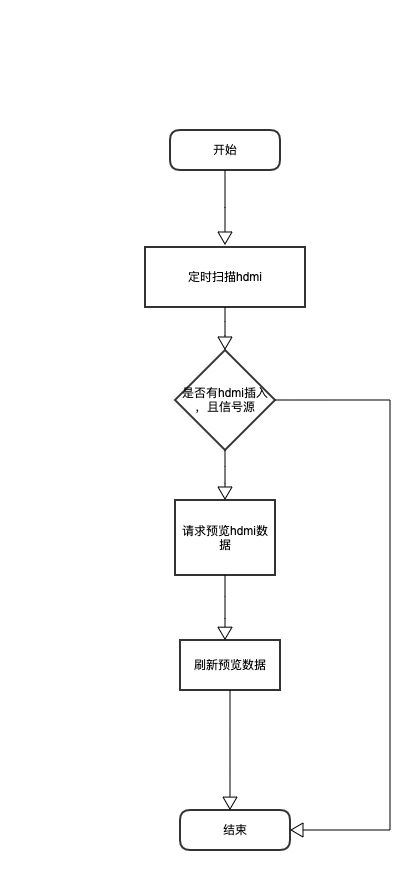 开始
定时扫描hdmi
是否有hdmi插入
，且信号源
请求预览hdmi数
据
刷新预览数据
结束